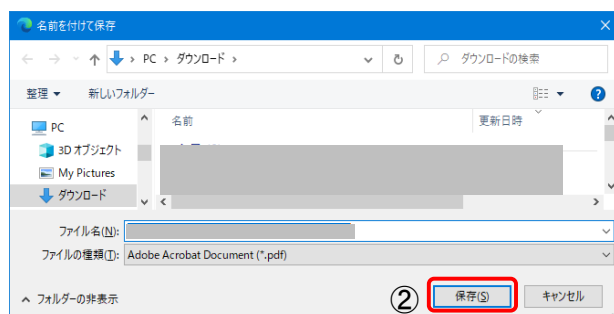 名前を付けて保存
PC › ダウンロード ›
ダウンロードの検索
整理
新しいフォルダー
PC
3D オブジェクト
My Pictures
ダウンロード
名前
更新日時
ファイル名(N):
ファイルの種類(T): Adobe Acrobat Document (*.pdf)
フォルダーの非表示
②
保存(S)
キャンセル